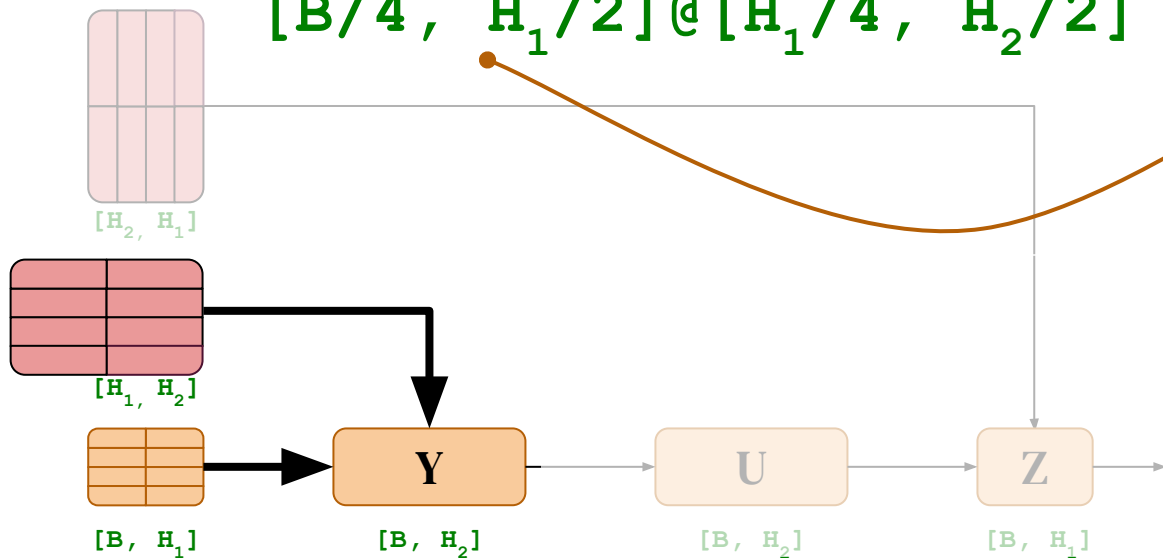 [B/4, H1/2]@[H1/4, H2/2]
[H2, H1]
[H1, H2]
Y
U
Z
[B, H1]
[B, H2]
[B, H2]
[B, H1]